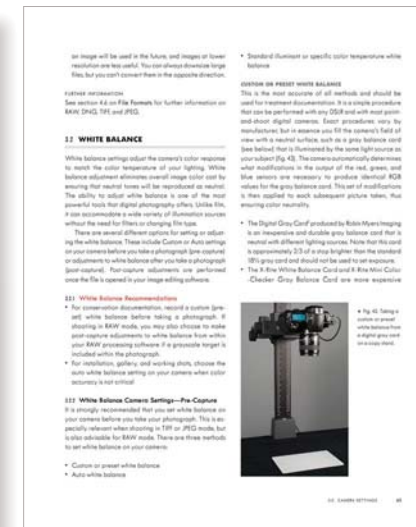 an image will be used in the future, and images at lower
resolution are less useful. You can always downsize large
files, but you can't convert them in the opposite direction.
FURTHER INFORMATION
See section 4.6 on File Formats for further information on
RAW, DNG, TIFF, and JPEG.
3.2 WHITE BALANCE
White balance settings adjust the camera's color response
to match the color temperature of your lighting. White
balance adjustment eliminates overall image color cast by
ensuring that neutral tones will be reproduced as neutral.
The ability to adjust white balance is one of the most
powerful tools that digital photography offers. Unlike film,
it can accommodate a wide variety of illumination sources
without the need for filters or changing film type.
There are several different options for setting or adjust-
ing the white balance. These include Custom or Auto settings
on your camera before you take a photograph (pre-capture)
or adjustments to white balance after you take a photograph
(post-capture). Post-capture adjustments are performed
once the file is opened in your image editing software.
3.2.1 White Balance Recommendations
• For conservation documentation, record a custom (pre-
set) white balance before taking a photograph. If
shooting in RAW mode, you may also choose to make
post-capture adjustments to white balance from within
your RAW processing software if a grayscale target is
included within the photograph.
• For installation, gallery, and working shots, choose the
auto white balance setting on your camera when color
accuracy is not critical
3.2.2 White Balance Camera Settings—Pre-Capture
It is strongly recommended that you set white balance on
your camera before you take your photograph. This is es-
pecially relevant when shooting in TIFF or JPEG mode, but
is also advisable for RAW mode. There are three methods
to set white balance on your camera:
• Custom or preset white balance
• Auto white balance
• Standard illuminant or specific color temperature white
balance
CUSTOM OR PRESET WHITE BALANCE
This is the most accurate of all methods and should be
used for treatment documentation. It is a simple procedure
that can be performed with any DSLR and with most point-
and-shoot digital cameras. Exact procedures vary by
manufacturer, but in essence you fill the camera's field of
view with a neutral surface, such as a gray balance card
(see below) that is illuminated by the same light source as
your subject (fig. 43). The camera automatically determines
what modifications in the output of the red, green, and
blue sensors are necessary to produce identical RGB
values for the gray balance card. This set of modifications
is then applied to each subsequent picture taken, thus
ensuring color neutrality.
• The Digital Gray Card produced by Robin Myers Imaging
is an inexpensive and durable gray balance card that is
neutral with different lighting sources. Note that this card
is approximately 2/3 of a stop brighter than the standard
18% gray card and should not be used to set exposure.
• The X-Rite White Balance Card and X-Rite Mini Color
-Checker Gray Balance Card are more expensive
Fig. 43. Taking a
custom or preset
white balance from
a digital gray card
on a copy stand.
3.2 CAMERA SETTINGS